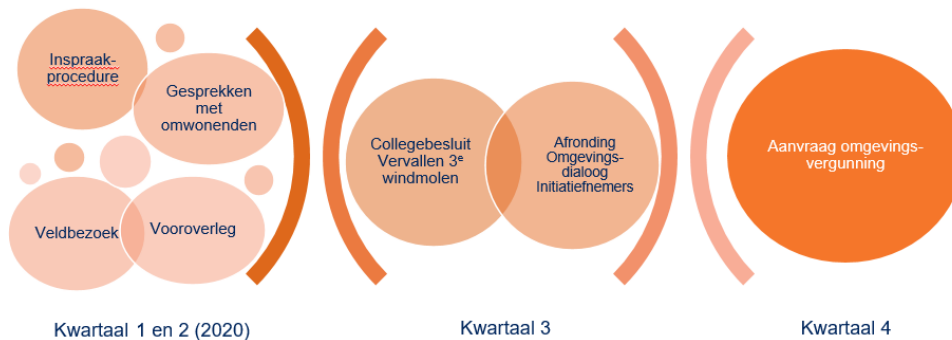 Inspraak-
procedure
Gesprekken
met
omwonenden
Veldbezoek
Vooroverleg
Collegebesluit
Vervallen 3e
windmolen
Afronding
Omgevings-
dialoog
Initiatiefnemers
Aanvraag omgevings-
vergunning
Kwartaal 1 en 2 (2020)
Kwartaal 3
Kwartaal 4